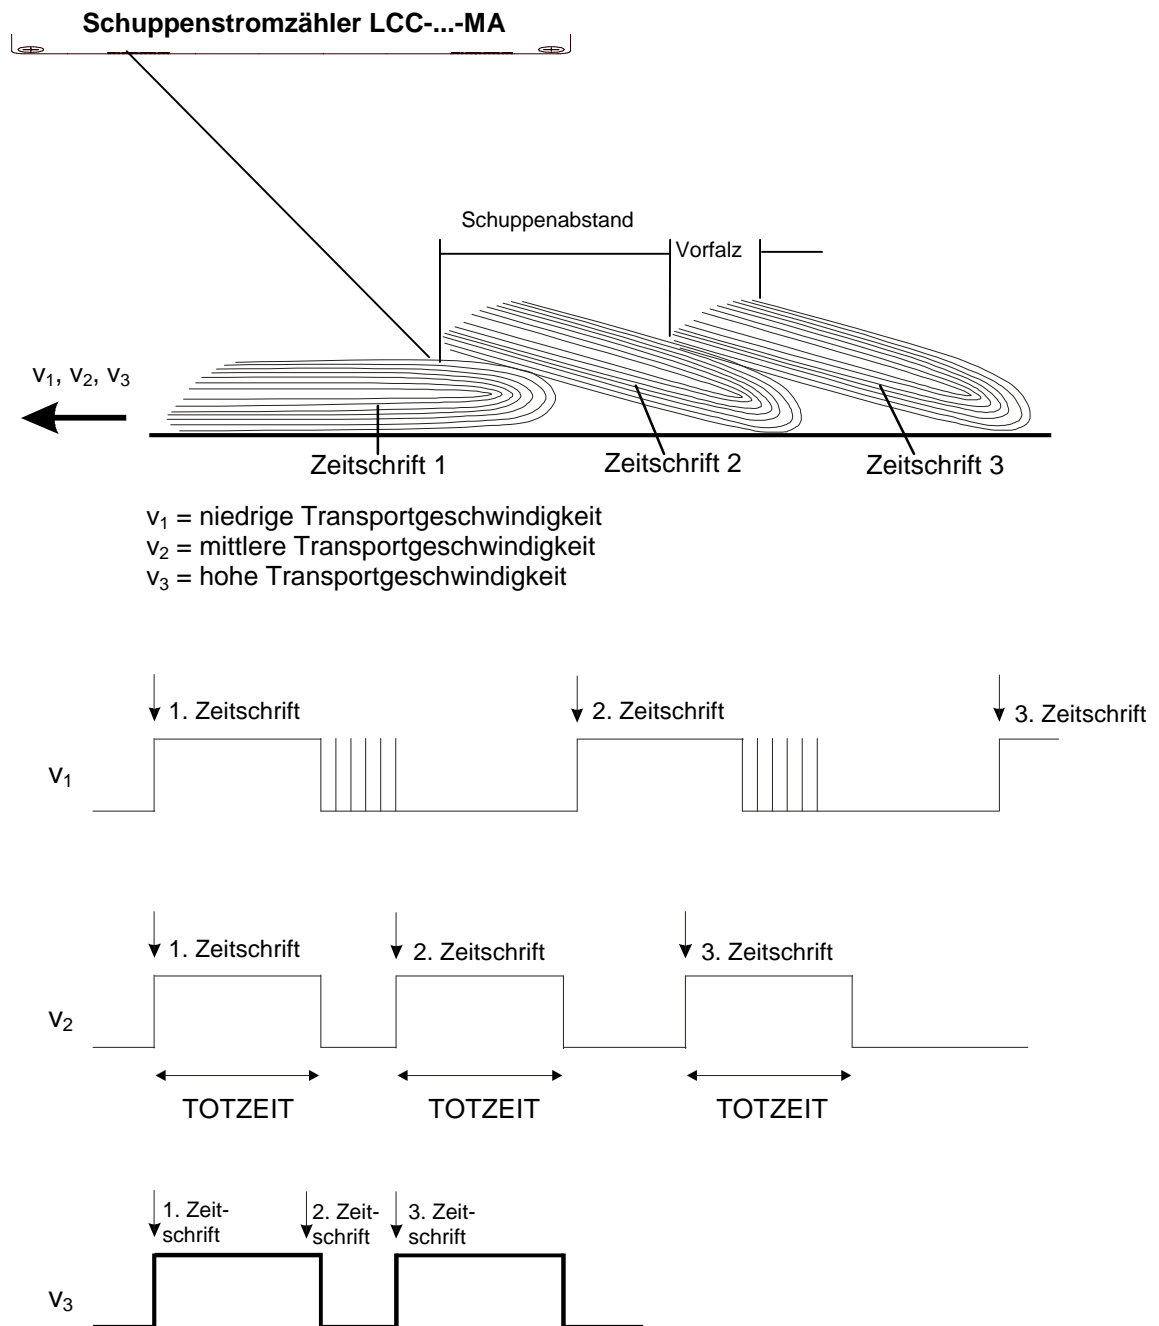 Schuppenstromzähler LCC-...-MA
Schuppenabstand
Vorfalz
v₁, v₂, v₃
Zeitschrift 1
Zeitschrift 2
Zeitschrift 3
v₁ = niedrige Transportgeschwindigkeit
v₂ = mittlere Transportgeschwindigkeit
v₃ = hohe Transportgeschwindigkeit
1. Zeitschrift
2. Zeitschrift
3. Zeitschrift
v₁
1. Zeitschrift
2. Zeitschrift
3. Zeitschrift
v₂
TOTZEIT
TOTZEIT
TOTZEIT
1. Zeit-
schrift
2. Zeit-
schrift
3. Zeit-
schrift
v₃